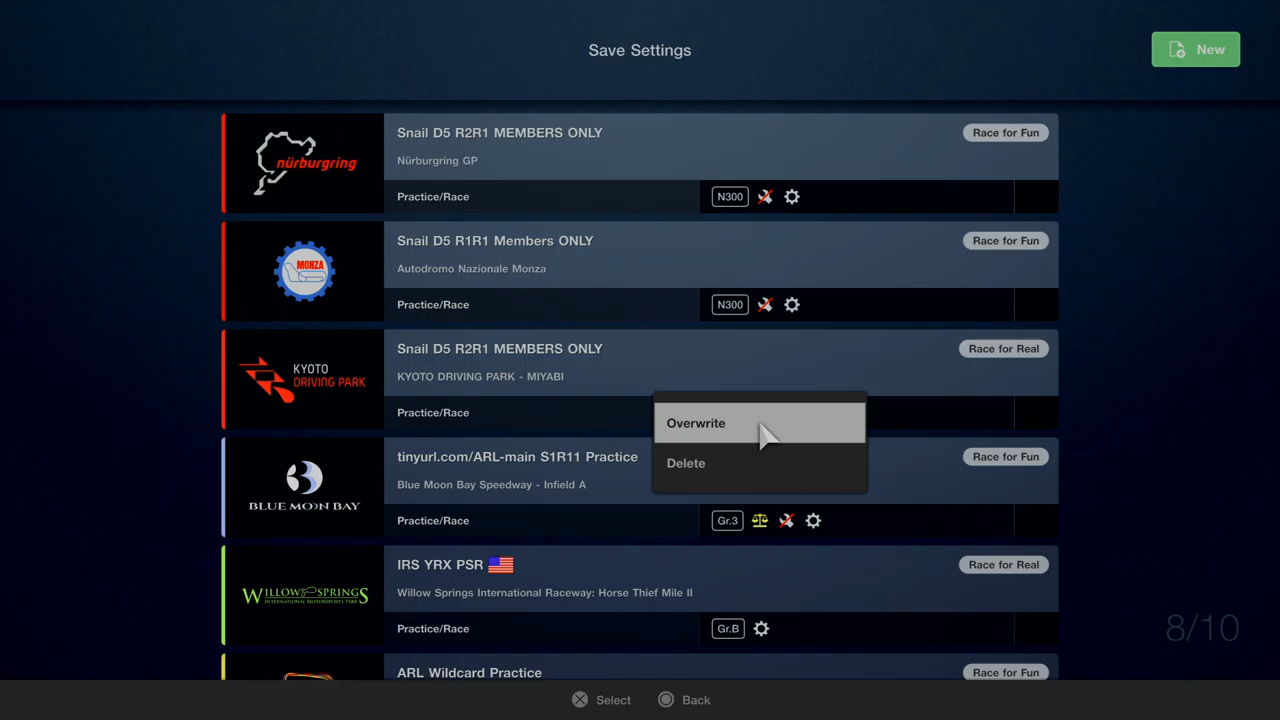 Save Settings
New
Snail D5 R2R1 MEMBERS ONLY
Race for Fun
nürburgring
Nürburgring GP
Practice/Race
N300
Snail D5 R1R1 Members ONLY
Race for Fun
MONZA
Autodromo Nazionale Monza
Practice/Race
N300
Snail D5 R2R1 MEMBERS ONLY
Race for Real
KYOTO
DRIVING PARK
KYOTO DRIVING PARK - MIYABI
Practice/Race
Overwrite
Delete
tinyurl.com/ARL-main S1R11 Practice
Race for Fun
Blue Moon Bay Speedway - Infield A
BLUE MOON BAY
Practice/Race
Gr.3
IRS YRX PSR
Race for Real
Willow Springs International Raceway: Horse Thief Mile II
WILLOW SPRINGS
INTERNATIONAL MOTORSPORTS PARK
Practice/Race
Gr.B
8/10
ARL Wildcard Practice
Race for Fun
Select
Back